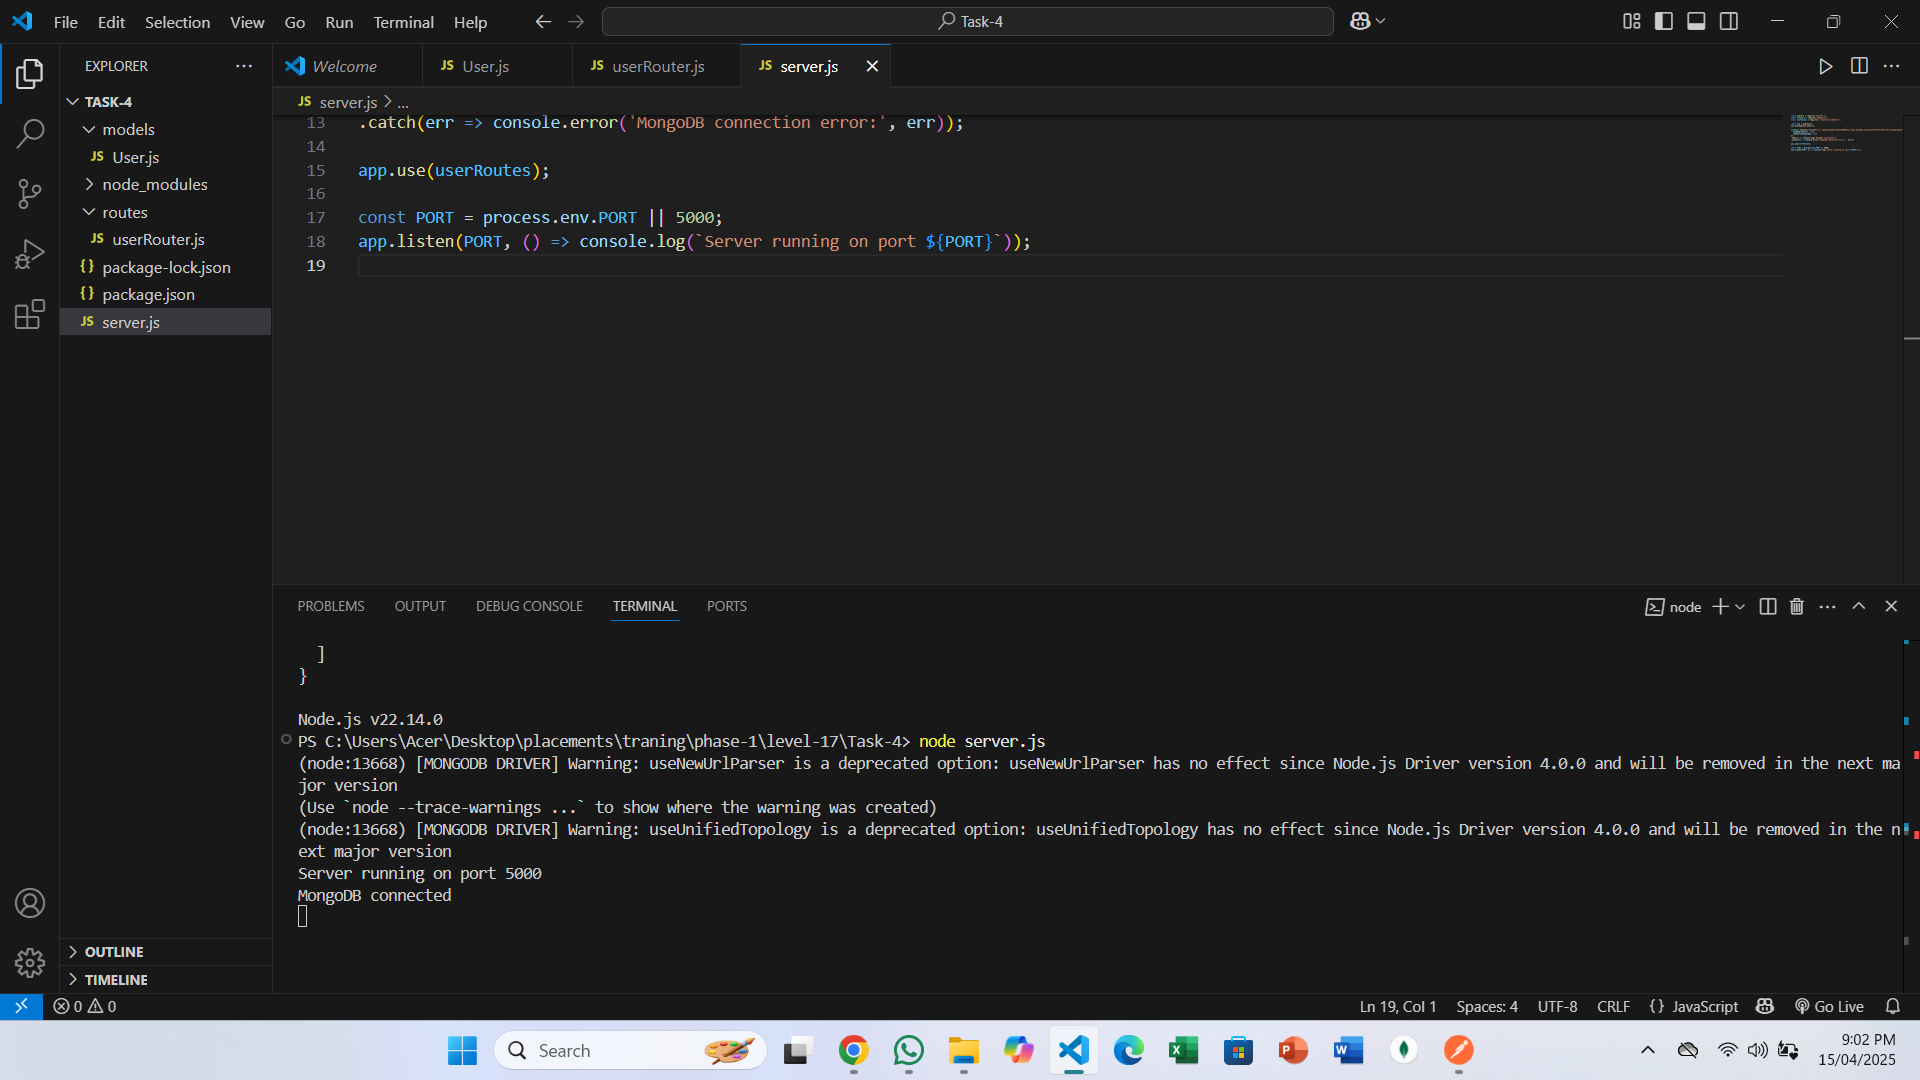 File Edit Selection View Go Run Terminal Help
Task-4
EXPLORER
Welcome
JS User.js
JS userRouter.js
JS server.js
TASK-4
models
JS User.js
node_modules
routes
JS userRouter.js
{} package-lock.json
{} package.json
JS server.js
JS server.js > ...
13 .catch(err => console.error('MongoDB connection error:', err));
14
15 app.use(userRoutes);
16
17 const PORT = process.env.PORT || 5000;
18 app.listen(PORT, () => console.log(`Server running on port ${PORT}`));
19
PROBLEMS OUTPUT DEBUG CONSOLE TERMINAL PORTS
node
]
}
Node.js v22.14.0
PS C:\Users\Acer\Desktop\placements\traning\phase-1\level-17\Task-4> node server.js
(node:13668) [MONGODB DRIVER] Warning: useNewUrlParser is a deprecated option: useNewUrlParser has no effect since Node.js Driver version 4.0.0 and will be removed in the next ma
jor version
(Use `node --trace-warnings ...` to show where the warning was created)
(node:13668) [MONGODB DRIVER] Warning: useUnifiedTopology is a deprecated option: useUnifiedTopology has no effect since Node.js Driver version 4.0.0 and will be removed in the n
ext major version
Server running on port 5000
MongoDB connected
OUTLINE
TIMELINE
0 0
Ln 19, Col 1 Spaces: 4 UTF-8 CRLF {} JavaScript Go Live
Search
9:02 PM
15/04/2025